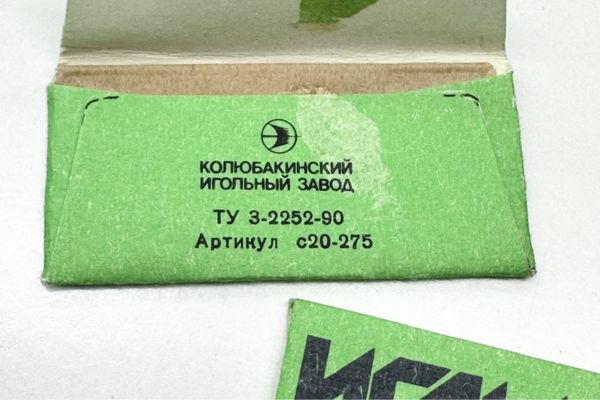 КОЛЮБАКИНСКИЙ
ИГОЛЬНЫЙ ЗАВОД
ТУ 3-2252-90
Артикул с20-275